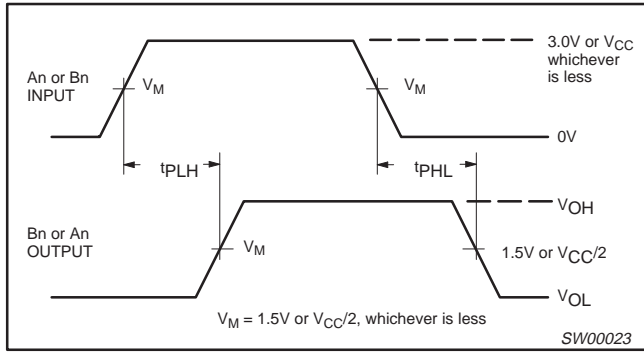 3.0V or VCC
whichever
is less
An or Bn
INPUT
VM
VM
0V
tPLH
tPHL
VOH
Bn or An
OUTPUT
VM
1.5V or VCC/2
VOL
VM = 1.5V or VCC/2, whichever is less
SW00023